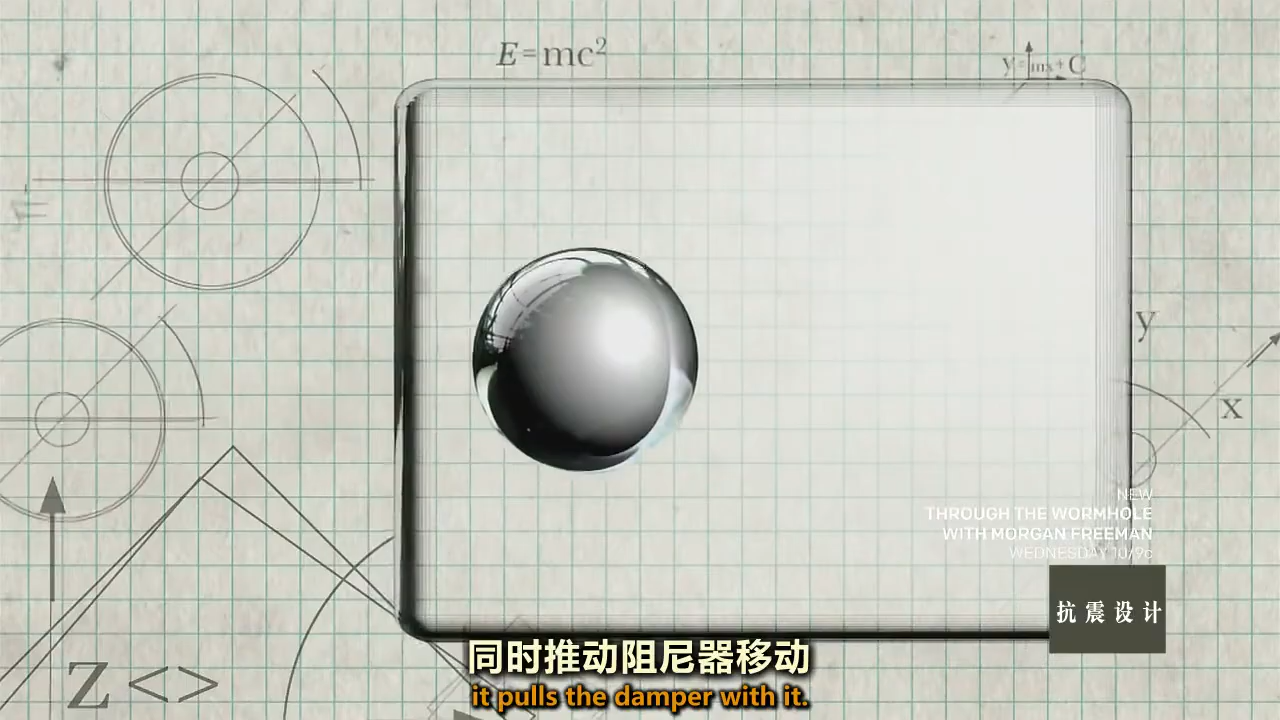 E=mc²
y=mx+C
y
x
NEW
THROUGH THE WORMHOLE
WITH MORGAN FREEMAN
WEDNESDAY 10/9c
抗震设计
Z <>
同时推动阻尼器移动
it pulls the damper with it.